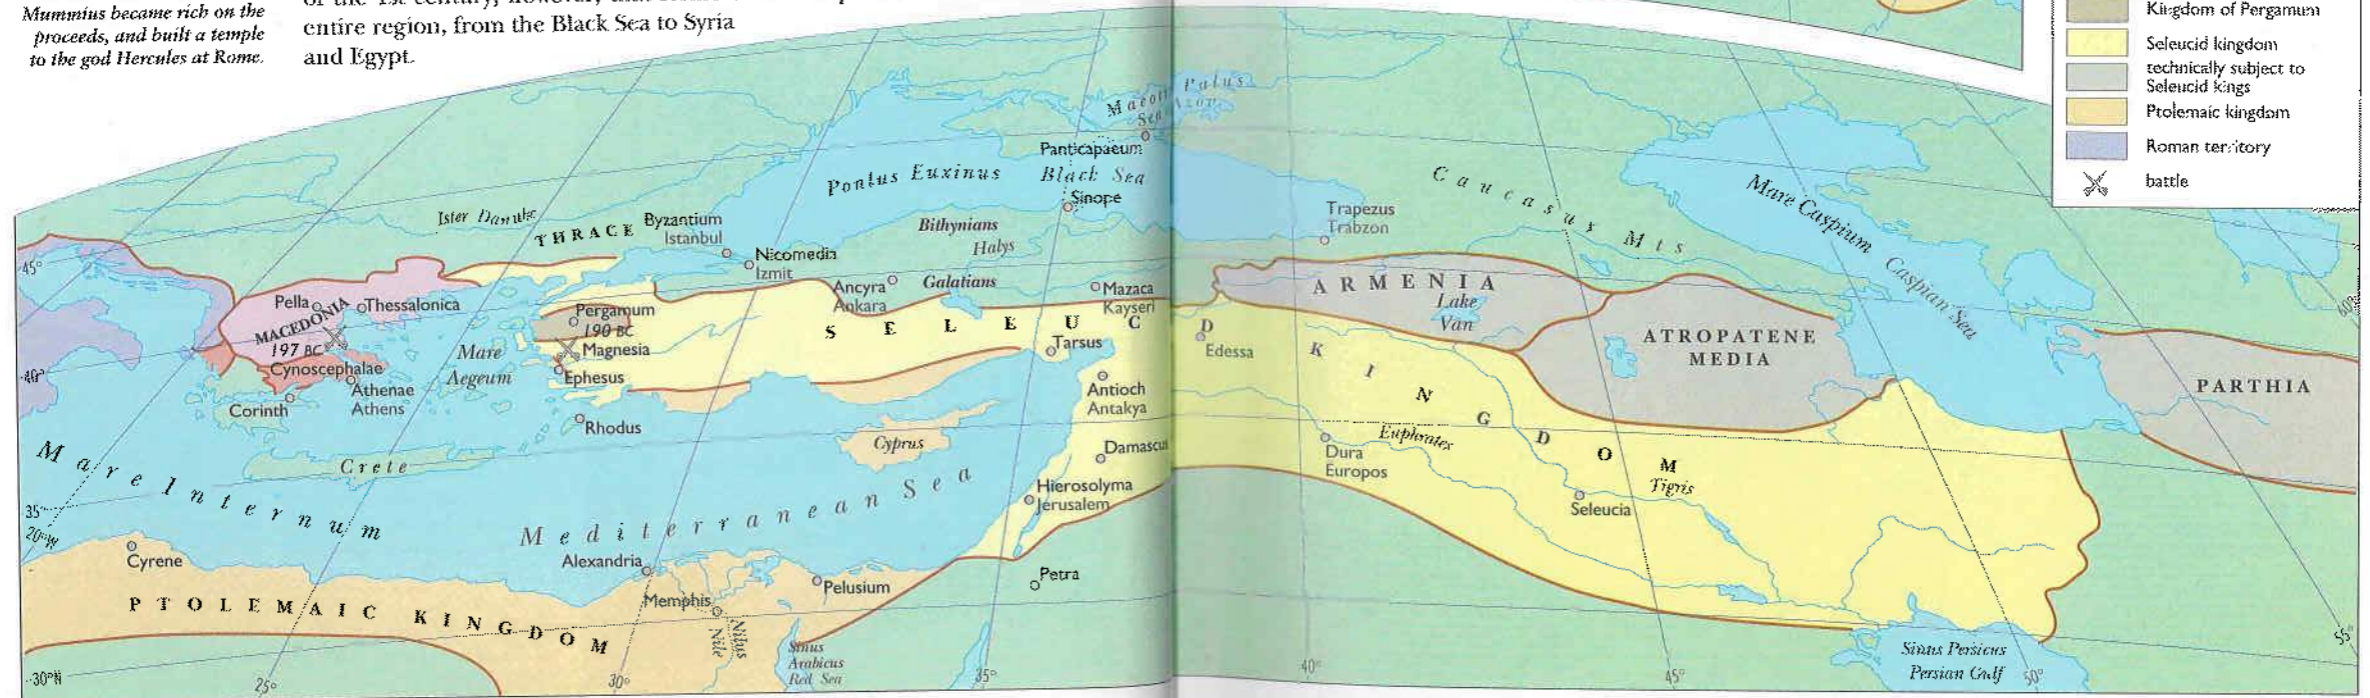 Mummius became rich on the
proceeds, and built a temple
to the god Hercules at Rome.
entire region, from the Black Sea to Syria
and Egypt.
Kingdom of Pergamum
Seleucid kingdom
technically subject to
Seleucid kings
Ptolemaic kingdom
Roman territory
battle
Palus
Sea
Panticapaeum
Pontus Euxinus
Black Sea
Sinope
Caucasus Mts
Mare Caspium
Caspian Sea
Ister Danube
THRACE
Byzantium
Istanbul
Nicomedia
Izmit
Bithynians
Halys
Galatians
Ancyra
Ankara
Mazaca
Kayseri
Trapezus
Trabzon
ARMENIA
Lake
Van
ATROPATENE
MEDIA
PARTHIA
Pella
Thessalonica
MACEDONIA
197 BC
Cynoscephalae
Athenae
Athens
Corinth
Mare
Aegeum
Pergamum
190 BC
Magnesia
Ephesus
Rhodus
SELEUCID KINGDOM
Tarsus
Edessa
Antioch
Antakya
Cyprus
Crete
Damascus
Euphrates
Dura
Europos
Tigris
Seleucia
Mare Internum
Mediterranean Sea
Hierosolyma
Jerusalem
Cyrene
Alexandria
Pelusium
Petra
Memphis
Nilus
Nile
PTOLEMAIC KINGDOM
Sinus
Arabicus
Red Sea
Sinus Persicus
Persian Gulf
45°
40°
35°
20°W
30°N
25°
30°
35°
40°
45°
50°
55°
60°